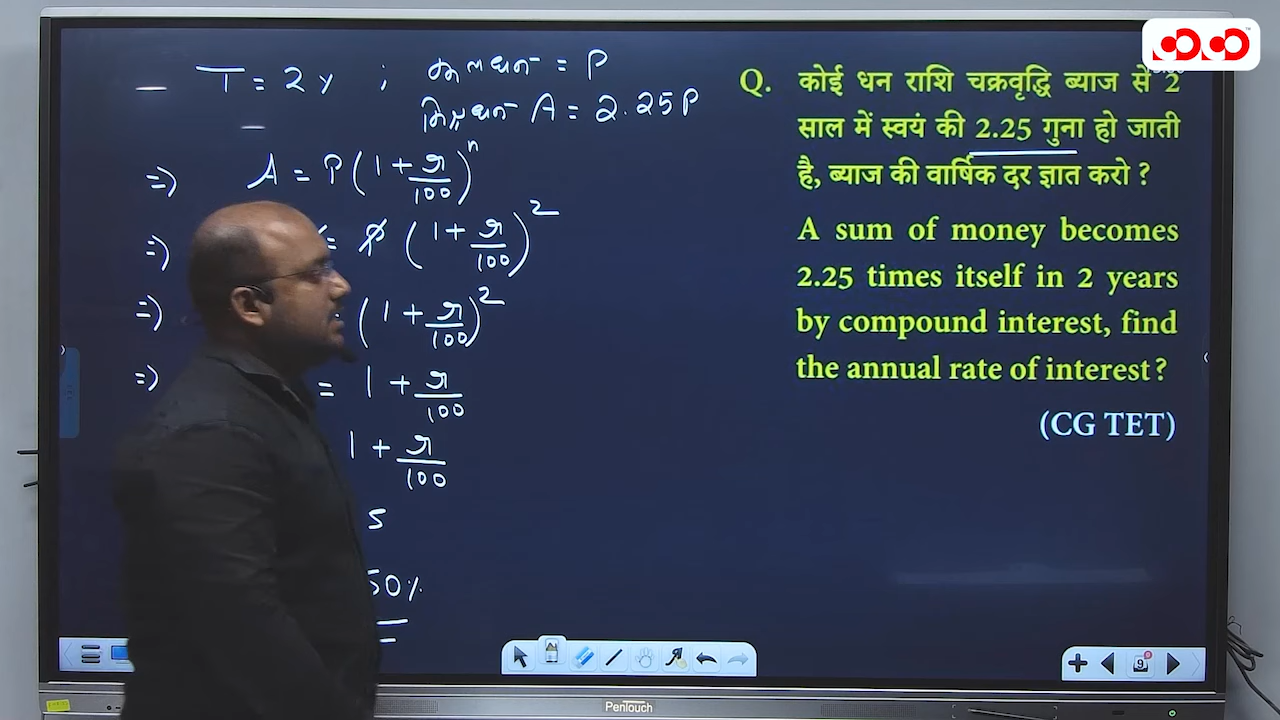 T = 2y ; मूलधन = P
मिश्रधन A = 2.25P
=> A = P(1+r/100)^n
=> = P (1+r/100)^2
=> (1+r/100)^2
=> = 1+r/100
1+r/100
5
50%
Q. कोई धन राशि चक्रवृद्धि ब्याज से 2
साल में स्वयं की 2.25 गुना हो जाती
है, ब्याज की वार्षिक दर ज्ञात करो ?
A sum of money becomes
2.25 times itself in 2 years
by compound interest, find
the annual rate of interest?
(CG TET)
9
PenTouch